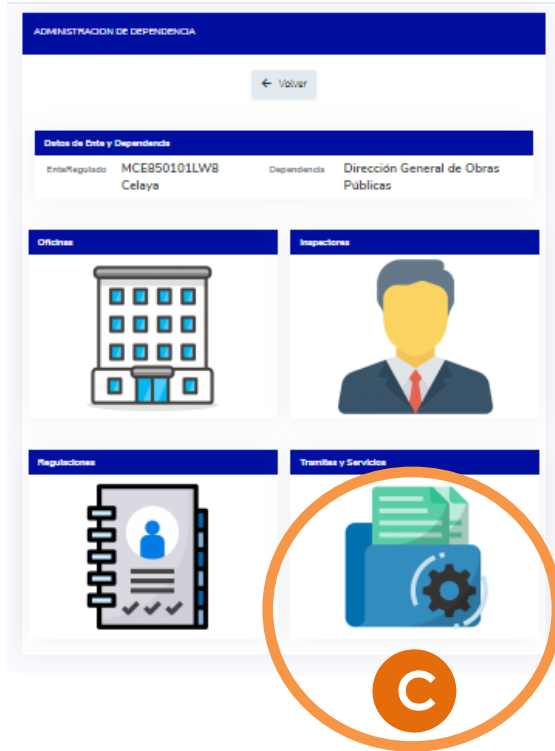 ADMINISTRACION DE DEPENDENCIA
← Volver
Datos de Ente y Dependencia
EnteRegulado MCE850101LW8 Dependencia Dirección General de Obras
Celaya Públicas
Oficinas Inspectores
Regulaciones Tramites y Servicios
C